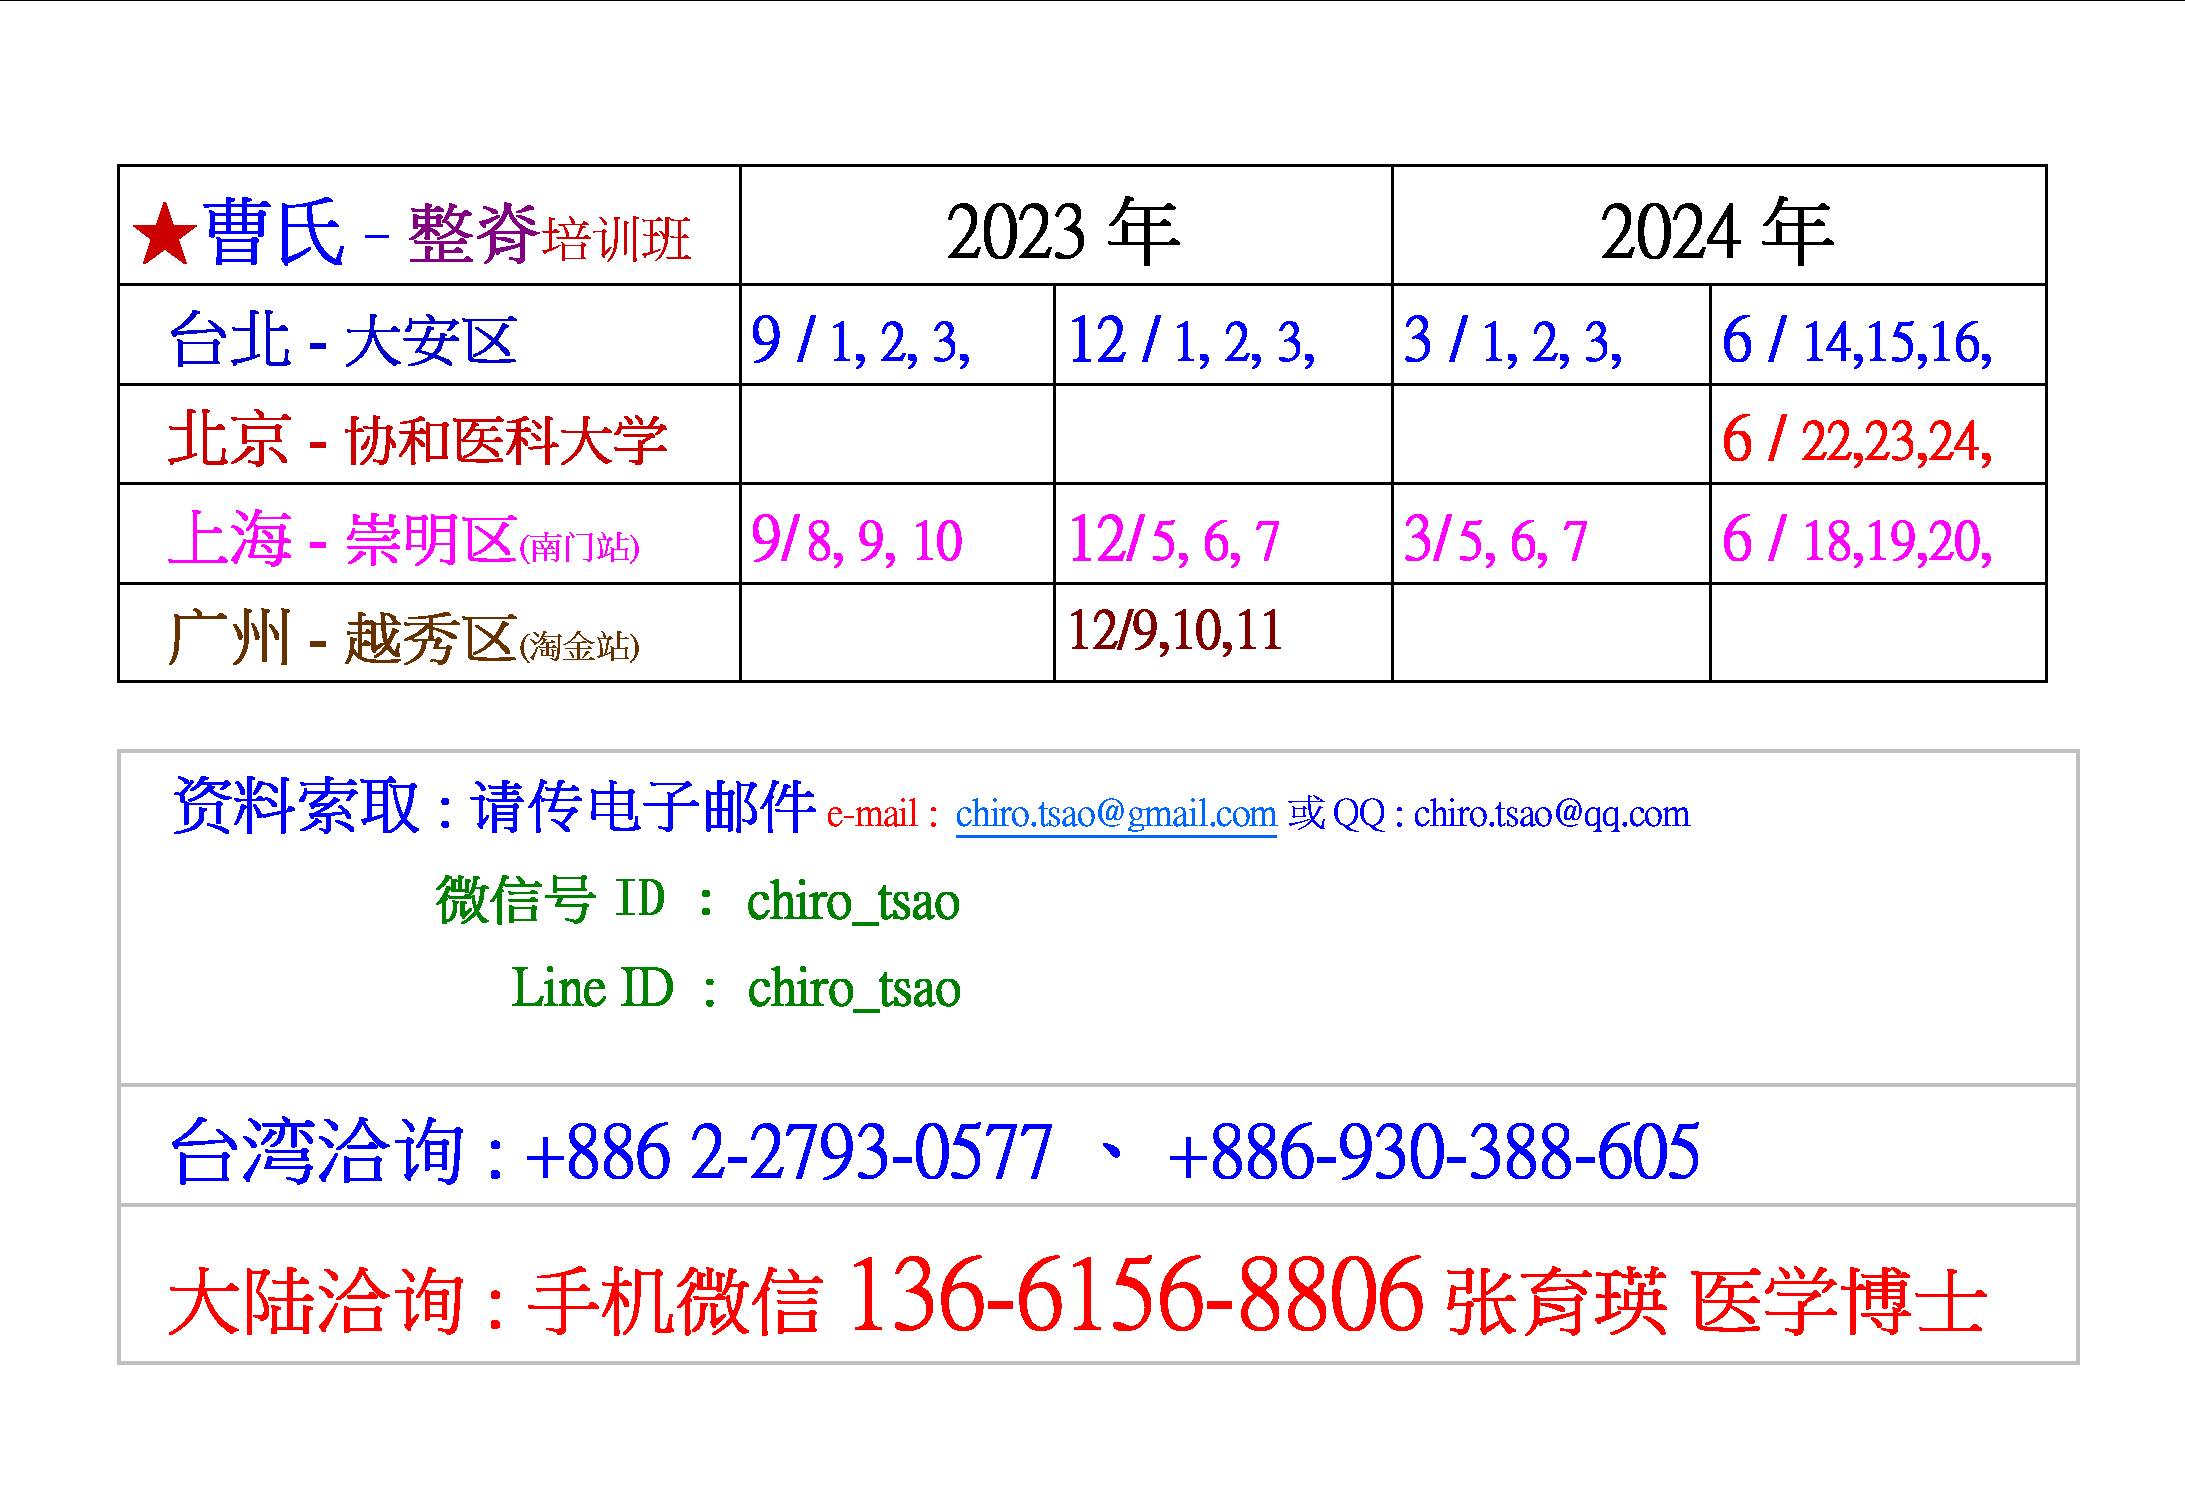 ★曹氏 - 整脊培训班 2023 年 2024 年
台北 - 大安区 9 / 1, 2, 3, 12 / 1, 2, 3, 3 / 1, 2, 3, 6 / 14,15,16,
北京 - 协和医科大学 6 / 22,23,24,
上海 - 崇明区(南门站) 9/ 8, 9, 10 12/ 5, 6, 7 3/ 5, 6, 7 6 / 18,19,20,
广州 - 越秀区(淘金站) 12/9,10,11
资料索取 : 请传电子邮件 e-mail : chiro.tsao@gmail.com 或 QQ : chiro.tsao@qq.com
微信号 ID : chiro_tsao
Line ID : chiro_tsao
台湾洽询 : +886 2-2793-0577 、 +886-930-388-605
大陆洽询 : 手机微信 136-6156-8806 张育瑛 医学博士